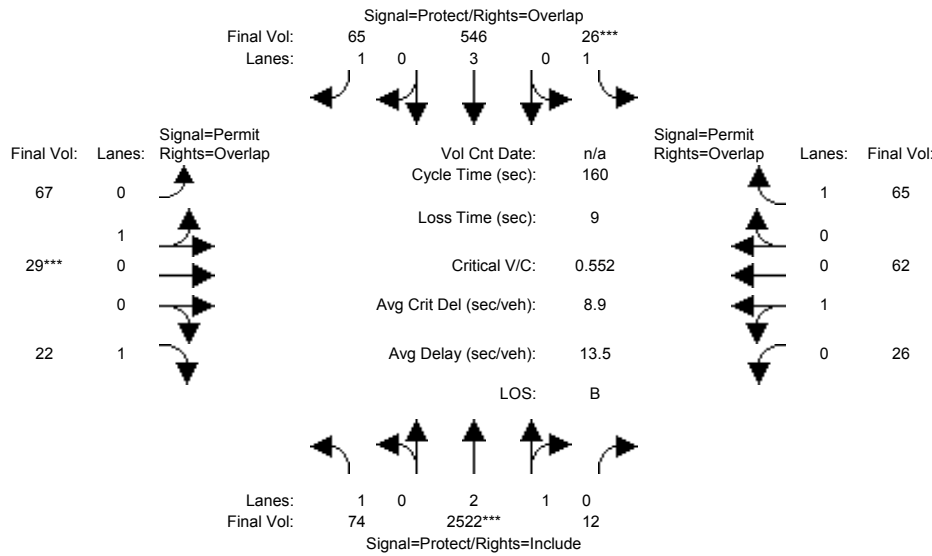 Signal=Protect/Rights=Overlap
Final Vol: 65 546 26***
Lanes: 1 0 3 0 1
Signal=Permit Signal=Permit
Final Vol: Lanes: Rights=Overlap Vol Cnt Date: n/a Rights=Overlap Lanes: Final Vol:
Cycle Time (sec): 160
67 0 1 65
Loss Time (sec): 9
1 0
29*** 0 Critical V/C: 0.552 0 62
0 Avg Crit Del (sec/veh): 8.9 1
22 1 Avg Delay (sec/veh): 13.5 0 26
LOS: B
Lanes: 1 0 2 1 0
Final Vol: 74 2522*** 12
Signal=Protect/Rights=Include